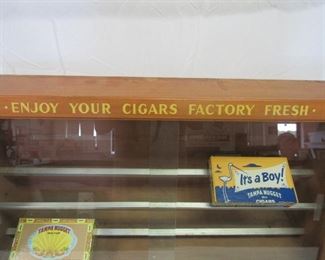 · ENJOY YOUR CIGARS FACTORY FRESH ·
It's a Boy!
TAMPA NUGGET
CIGARS
TAMPA NUGGET